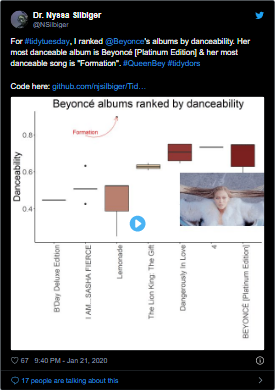 Dr. Nyssa Silbiger
@NSilbiger
For #tidytuesday, I ranked @Beyonce's albums by danceability. Her
most danceable album is Beyoncé [Platinum Edition] & her most
danceable song is "Formation". #QueenBey #tidydors
Code here: github.com/njsilbiger/Tid…
Beyoncé albums ranked by danceability
Danceability
0.8
0.6
0.4
Formation
B'Day Deluxe Edition
I AM...SASHA FIERCE
Lemonade
The Lion King: The Gift
Dangerously In Love
4
BEYONCÉ [Platinum Edition]
67 9:40 PM - Jan 21, 2020
17 people are talking about this